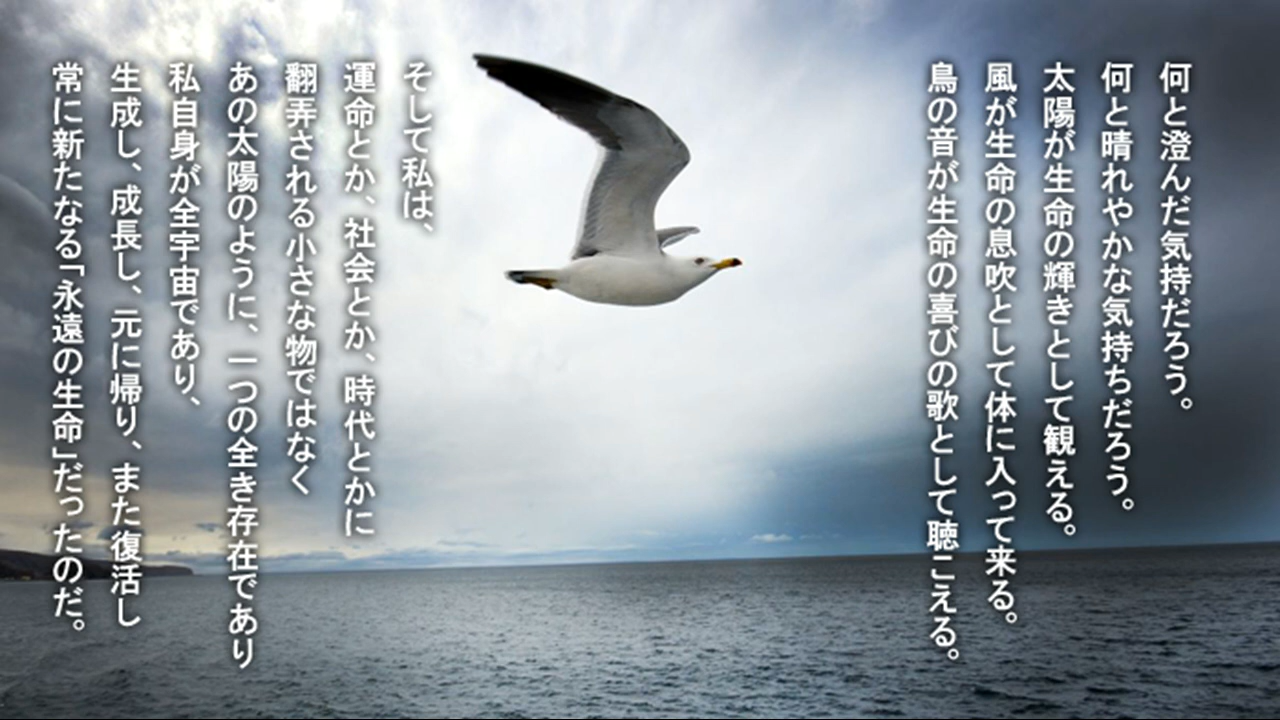 何と澄んだ気持だろう。
何と晴れやかな気持ちだろう。
太陽が生命の輝きとして観える。
風が生命の息吹として体に入って来る。
鳥の音が生命の喜びの歌として聴こえる。
そして私は、
運命とか、社会とか、時代とかに
翻弄される小さな物ではなく
あの太陽のように、一つの全き存在であり
私自身が全宇宙であり、
生成し、成長し、元に帰り、また復活し
常に新たなる「永遠の生命」だったのだ。